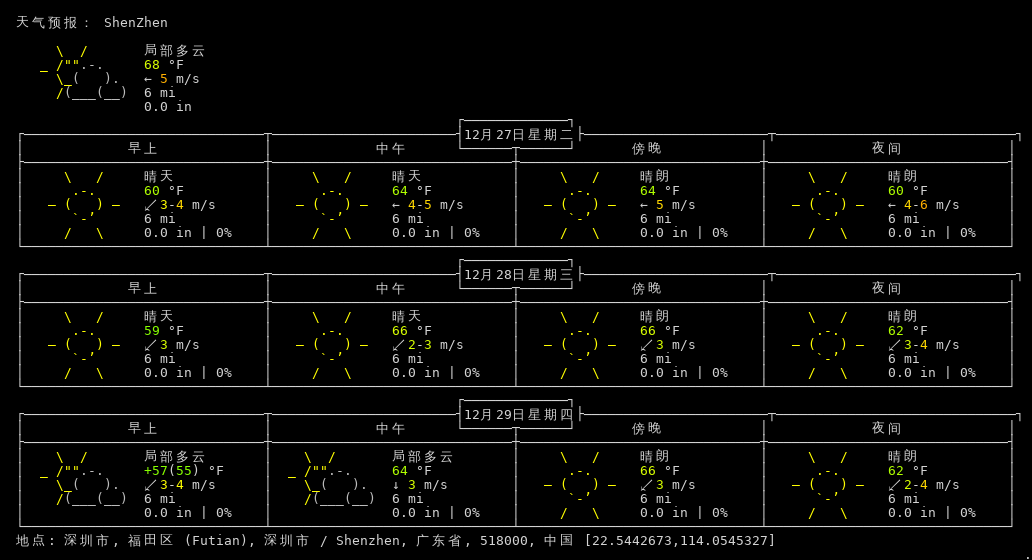 天气预报： ShenZhen
局部多云
68 °F
← 5 m/s
6 mi
0.0 in
12月27日星期二
早上 中午 傍晚 夜间
晴天 晴天 晴朗 晴朗
60 °F 64 °F 64 °F 60 °F
↙ 3-4 m/s ← 4-5 m/s ← 5 m/s ← 4-6 m/s
6 mi 6 mi 6 mi 6 mi
0.0 in | 0% 0.0 in | 0% 0.0 in | 0% 0.0 in | 0%
12月28日星期三
早上 中午 傍晚 夜间
晴天 晴天 晴朗 晴朗
59 °F 66 °F 66 °F 62 °F
↙ 3 m/s ↙ 2-3 m/s ↙ 3 m/s ↙ 3-4 m/s
6 mi 6 mi 6 mi 6 mi
0.0 in | 0% 0.0 in | 0% 0.0 in | 0% 0.0 in | 0%
12月29日星期四
早上 中午 傍晚 夜间
局部多云 局部多云 晴朗 晴朗
+57(55) °F 64 °F 66 °F 62 °F
↙ 3-4 m/s ↓ 3 m/s ↙ 3 m/s ↙ 2-4 m/s
6 mi 6 mi 6 mi 6 mi
0.0 in | 0% 0.0 in | 0% 0.0 in | 0% 0.0 in | 0%
地点: 深圳市, 福田区 (Futian), 深圳市 / Shenzhen, 广东省, 518000, 中国 [22.5442673,114.0545327]